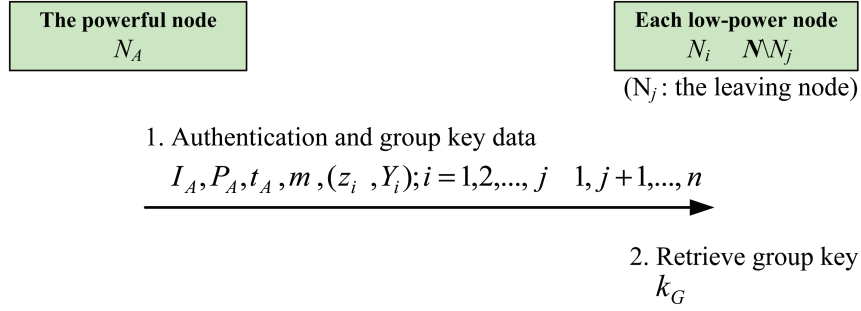 The powerful node
N_A
Each low-power node
N_i N\N_j
(N_j: the leaving node)
1. Authentication and group key data
I_A, P_A, t_A, m, (z_i , Y_i); i = 1,2,..., j 1, j+1,..., n
2. Retrieve group key
k_G